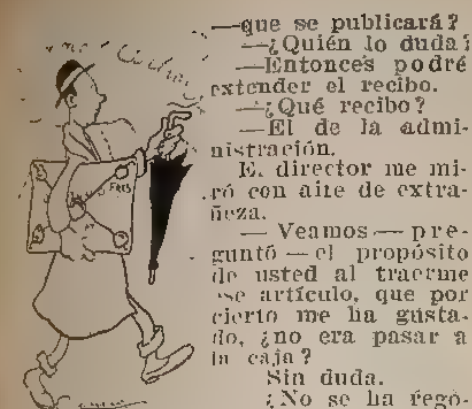 —que se publicará?
—¿Quién lo duda?
—Entonces podré
extender el recibo.
—¿Qué recibo?
—El de la admi-
nistración.
El director me mi-
ró con aire de extra-
ñeza.
— Veamos — pre-
guntó — el propósito
de usted al traerme
ese artículo, que por
cierto me ha gusta-
do, ¿no era pasar a
la caja?
Sin duda.
¿No se ha rego-